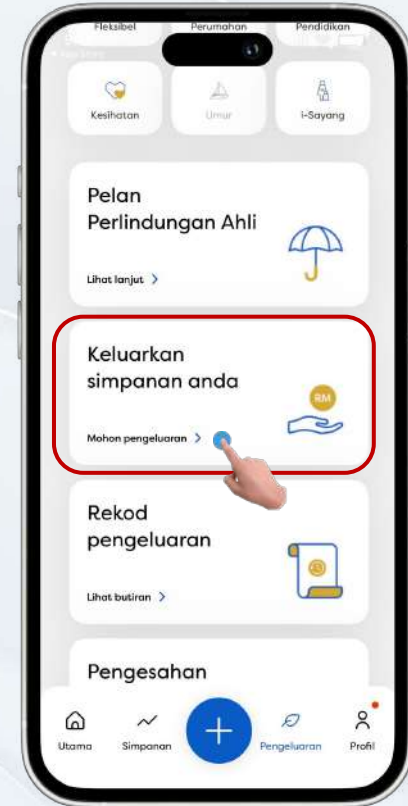 Fleksibel Perumahan Pendidikan
Kesihatan Umur i-Sayang
Pelan
Perlindungan Ahli
Lihat lanjut >
Keluarkan
simpanan anda
RM
Mohon pengeluaran >
Rekod
pengeluaran
Lihat butiran >
Pengesahan
Utama Simpanan Pengeluaran Profil